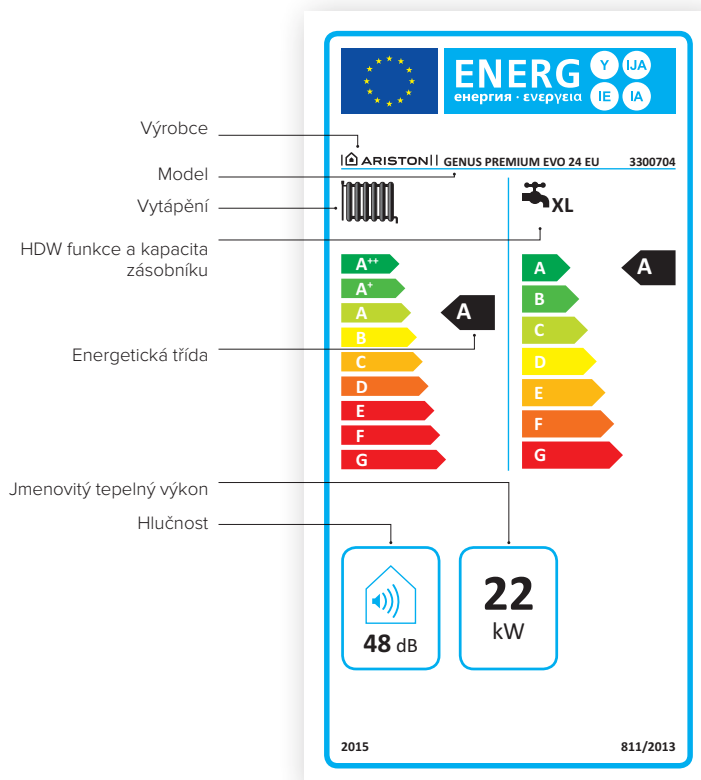 ENERG
Y IJA
IE IA
енергия · ενεργεια
Výrobce
ARISTON GENUS PREMIUM EVO 24 EU 3300704
Model
Vytápění
XL
HDW funkce a kapacita
zásobníku
A++
A+
A
B
C
D
E
F
G
A
A
B
C
D
E
F
G
A
Energetická třída
Jmenovitý tepelný výkon
Hlučnost
48 dB
22
kW
2015 811/2013